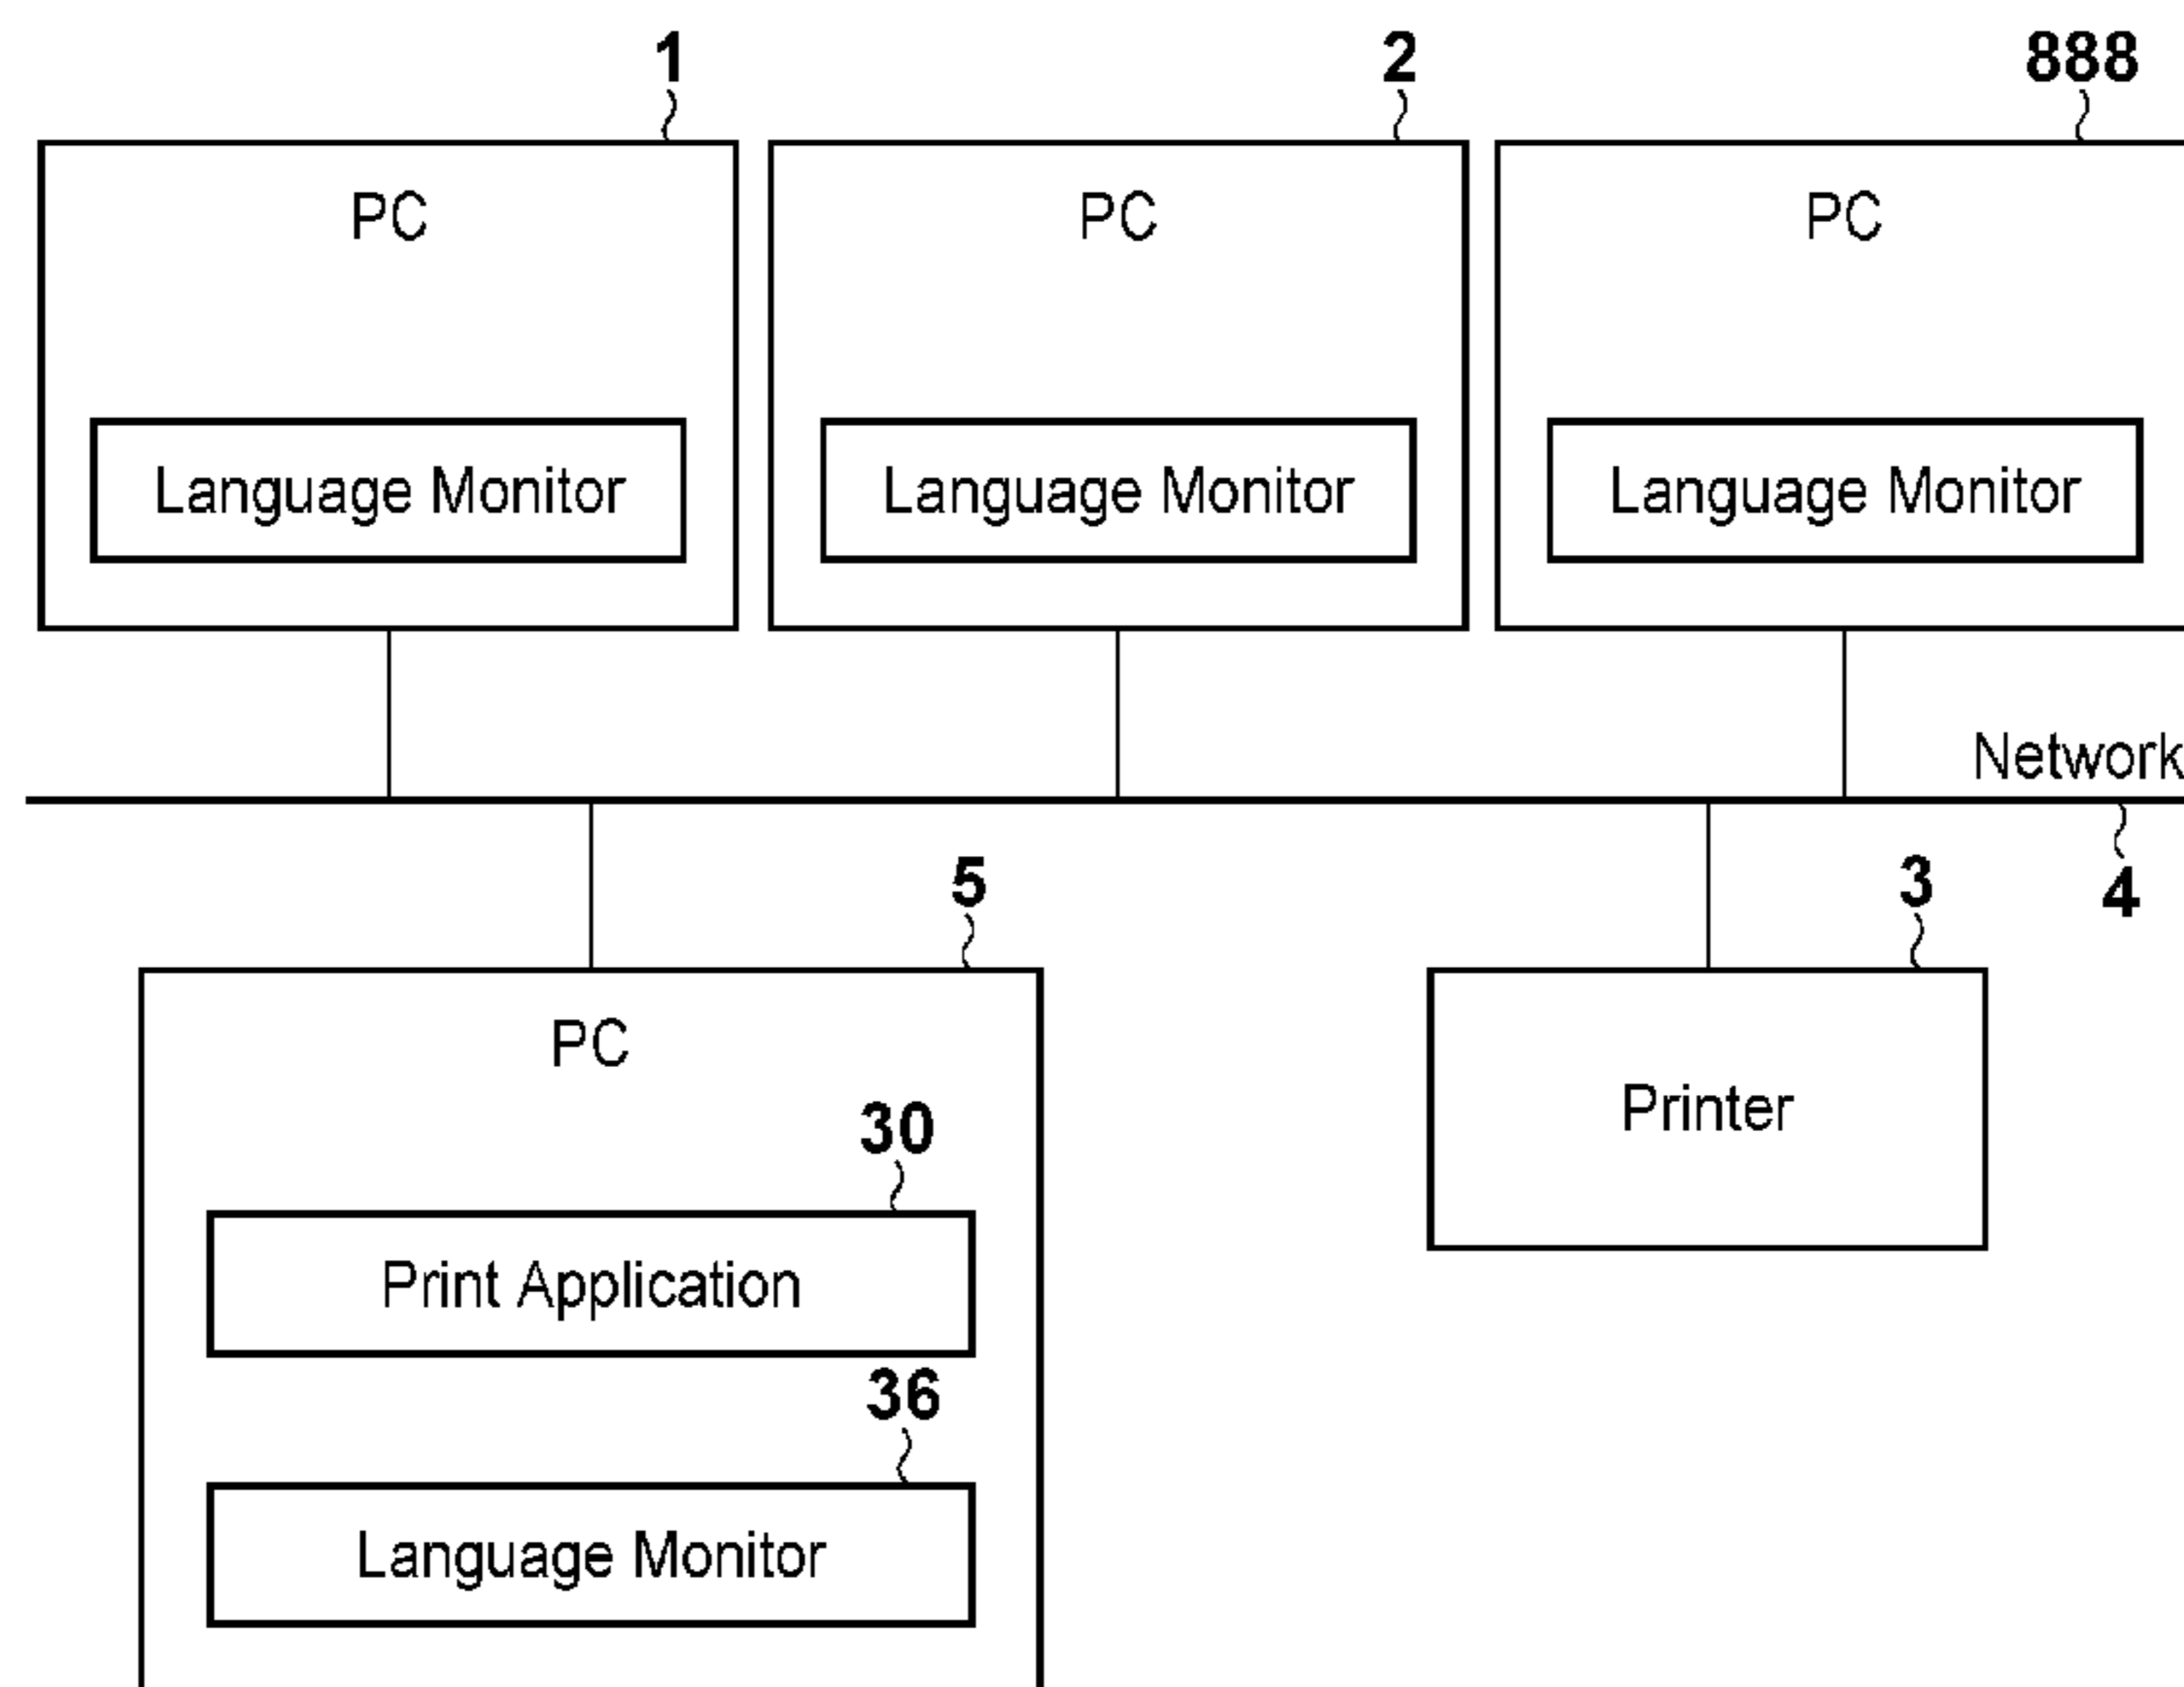 1 2 888
PC PC PC
Language Monitor Language Monitor Language Monitor
Network
5 3 4
PC
30
Printer
Print Application
36
Language Monitor